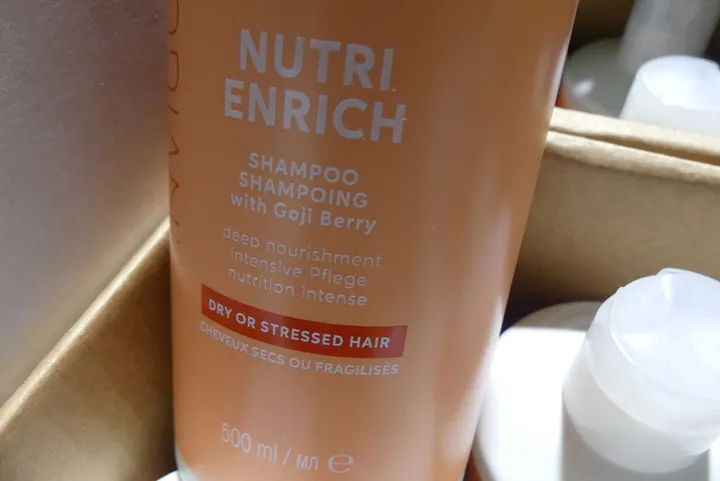 NUTRI
ENRICH
SHAMPOO
SHAMPOING
with Goji Berry
deep nourishment
intensive Pflege
nutrition intense
DRY OR STRESSED HAIR
CHEVEUX SECS OU FRAGILISÉS
500 ml / мл ℮